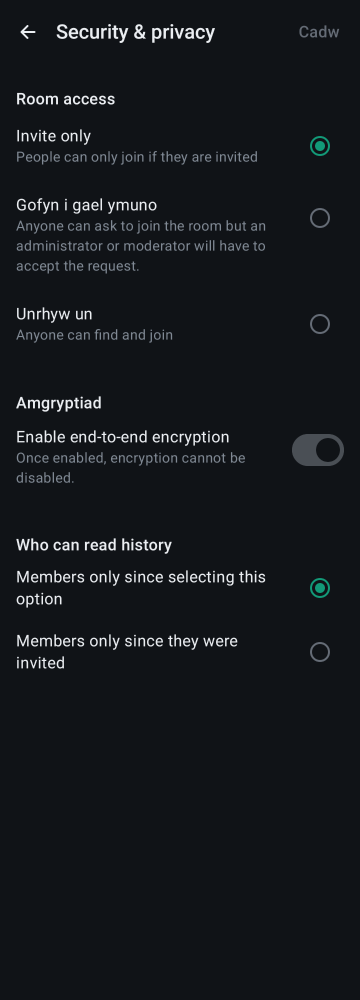 Security & privacy
Cadw
Room access
Invite only
People can only join if they are invited
Gofyn i gael ymuno
Anyone can ask to join the room but an
administrator or moderator will have to
accept the request.
Unrhyw un
Anyone can find and join
Amgryptiad
Enable end-to-end encryption
Once enabled, encryption cannot be
disabled.
Who can read history
Members only since selecting this
option
Members only since they were
invited